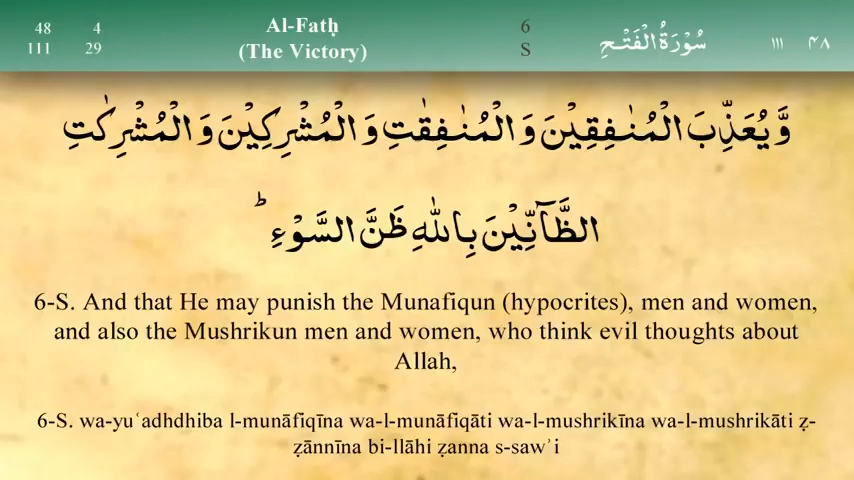 48 4 Al-Fatḥ 6 سُوْرَةُ الْفَتْحِ ١١١ ۴۸
111 29 (The Victory) S
وَّيُعَذِّبَ الْمُنٰفِقِيْنَ وَالْمُنٰفِقٰتِ وَالْمُشْرِكِيْنَ وَالْمُشْرِكٰتِ
الظَّآنِّيْنَ بِاللّٰهِ ظَنَّ السَّوْءِ ؕ
6-S. And that He may punish the Munafiqun (hypocrites), men and women,
and also the Mushrikun men and women, who think evil thoughts about
Allah,
6-S. wa-yuʿadhdhiba l-munāfiqīna wa-l-munāfiqāti wa-l-mushrikīna wa-l-mushrikāti ẓ-
ẓānnīna bi-llāhi ẓanna s-sawʾi